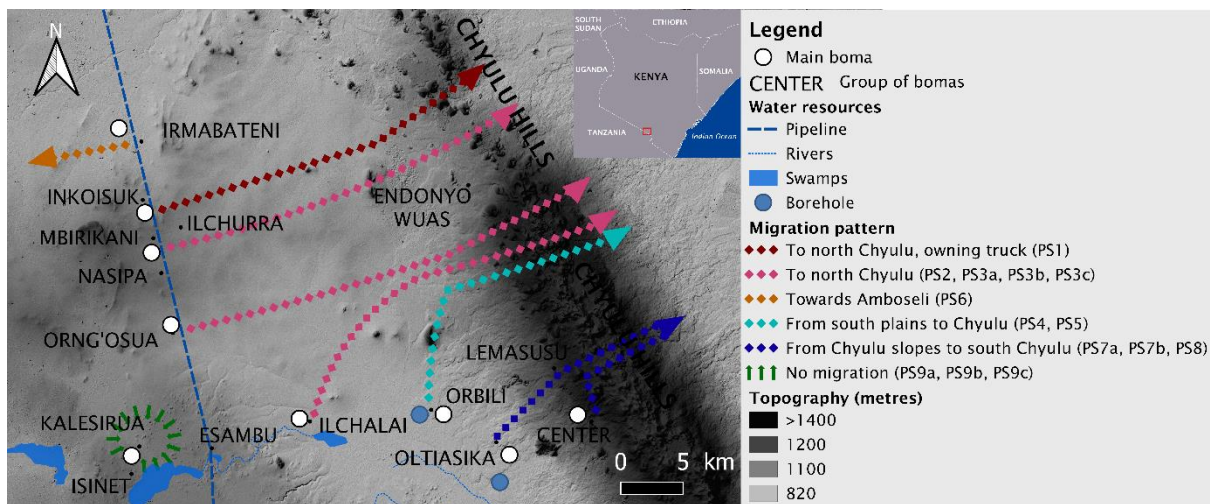 N
CHYULU HILLS
IRMABATENI
INKOISUK
ILCHURRA
MBIRIKANI
NASIPA
ENDONYO
WUAS
ORNG'OSUA
LEMASUSU
KALESIRUA
ESAMBU
ILCHALAI
ORBILI
CENTER
OLTIASIKA
ISINET
0 5 km
SOUTH
SUDAN
ETHIOPIA
UGANDA
KENYA
SOMALIA
TANZANIA
Indian Ocean
Legend
Main boma
CENTER Group of bomas
Water resources
Pipeline
Rivers
Swamps
Borehole
Migration pattern
To north Chyulu, owning truck (PS1)
To north Chyulu (PS2, PS3a, PS3b, PS3c)
Towards Amboseli (PS6)
From south plains to Chyulu (PS4, PS5)
From Chyulu slopes to south Chyulu (PS7a, PS7b, PS8)
No migration (PS9a, PS9b, PS9c)
Topography (metres)
>1400
1200
1100
820